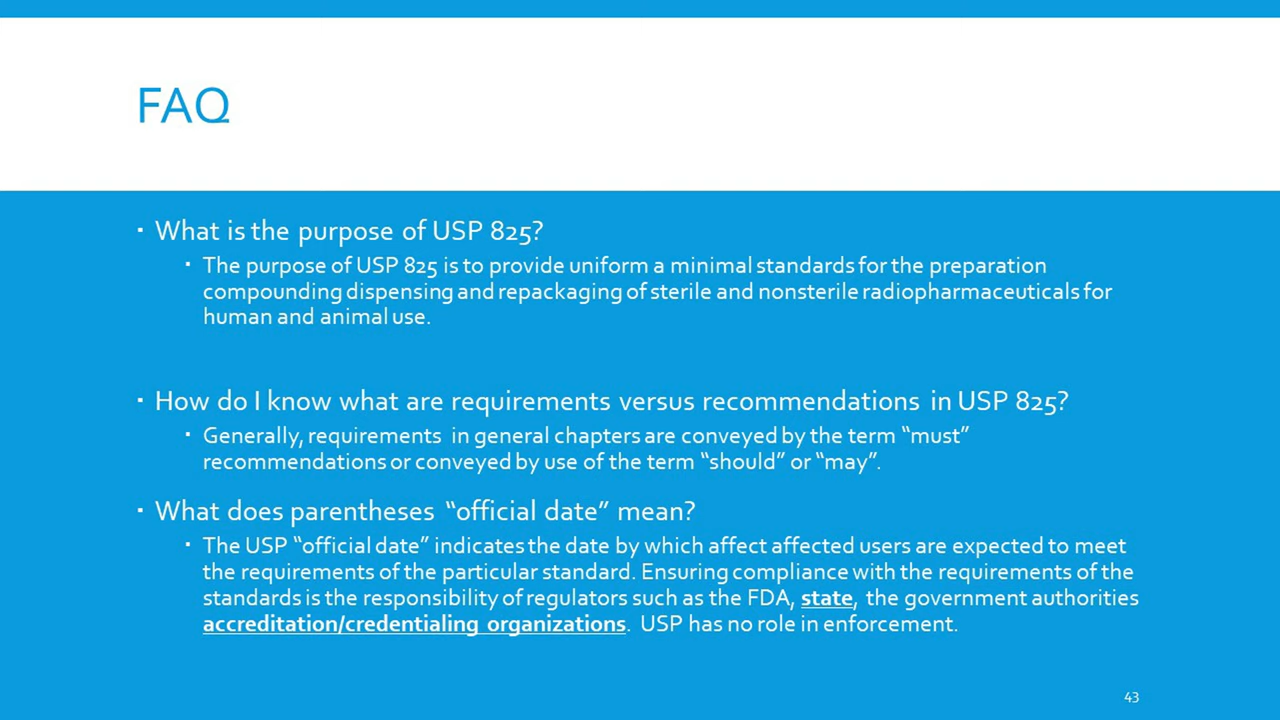 FAQ
▪ What is the purpose of USP 825?
▪ The purpose of USP 825 is to provide uniform a minimal standards for the preparation
compounding dispensing and repackaging of sterile and nonsterile radiopharmaceuticals for
human and animal use.
▪ How do I know what are requirements versus recommendations in USP 825?
▪ Generally, requirements in general chapters are conveyed by the term “must”
recommendations or conveyed by use of the term “should” or “may”.
▪ What does parentheses “official date” mean?
▪ The USP “official date” indicates the date by which affect affected users are expected to meet
the requirements of the particular standard. Ensuring compliance with the requirements of the
standards is the responsibility of regulators such as the FDA, state, the government authorities
accreditation/credentialing organizations. USP has no role in enforcement.
43